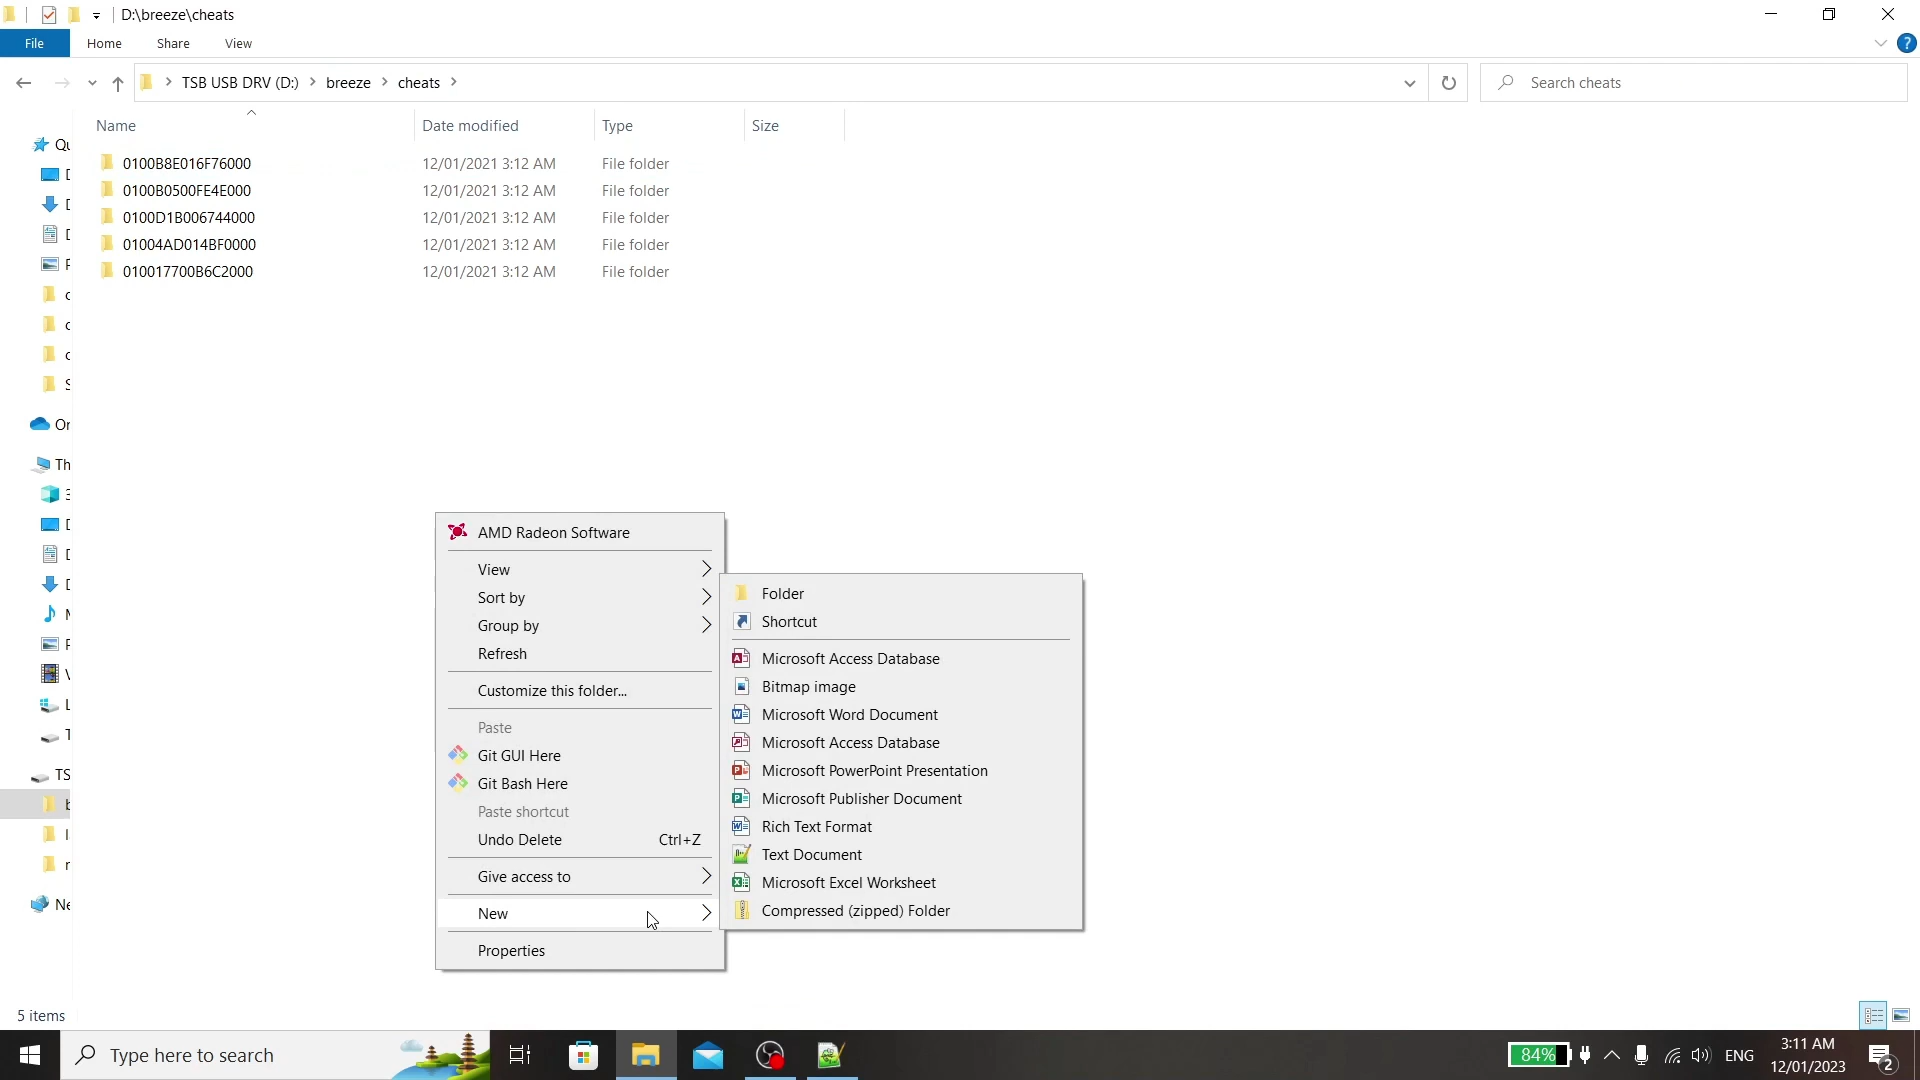 D:\breeze\cheats
File Home Share View
TSB USB DRV (D:) breeze cheats
Search cheats
Name Date modified Type Size
0100B8E016F76000 12/01/2021 3:12 AM File folder
0100B0500FE4E000 12/01/2021 3:12 AM File folder
0100D1B006744000 12/01/2021 3:12 AM File folder
01004AD014BF0000 12/01/2021 3:12 AM File folder
010017700B6C2000 12/01/2021 3:12 AM File folder
AMD Radeon Software
View
Sort by
Group by
Refresh
Customize this folder...
Paste
Git GUI Here
Git Bash Here
Paste shortcut
Undo Delete Ctrl+Z
Give access to
New
Properties
Folder
Shortcut
Microsoft Access Database
Bitmap image
Microsoft Word Document
Microsoft Access Database
Microsoft PowerPoint Presentation
Microsoft Publisher Document
Rich Text Format
Text Document
Microsoft Excel Worksheet
Compressed (zipped) Folder
5 items
Type here to search
84%
ENG
3:11 AM
12/01/2023
2